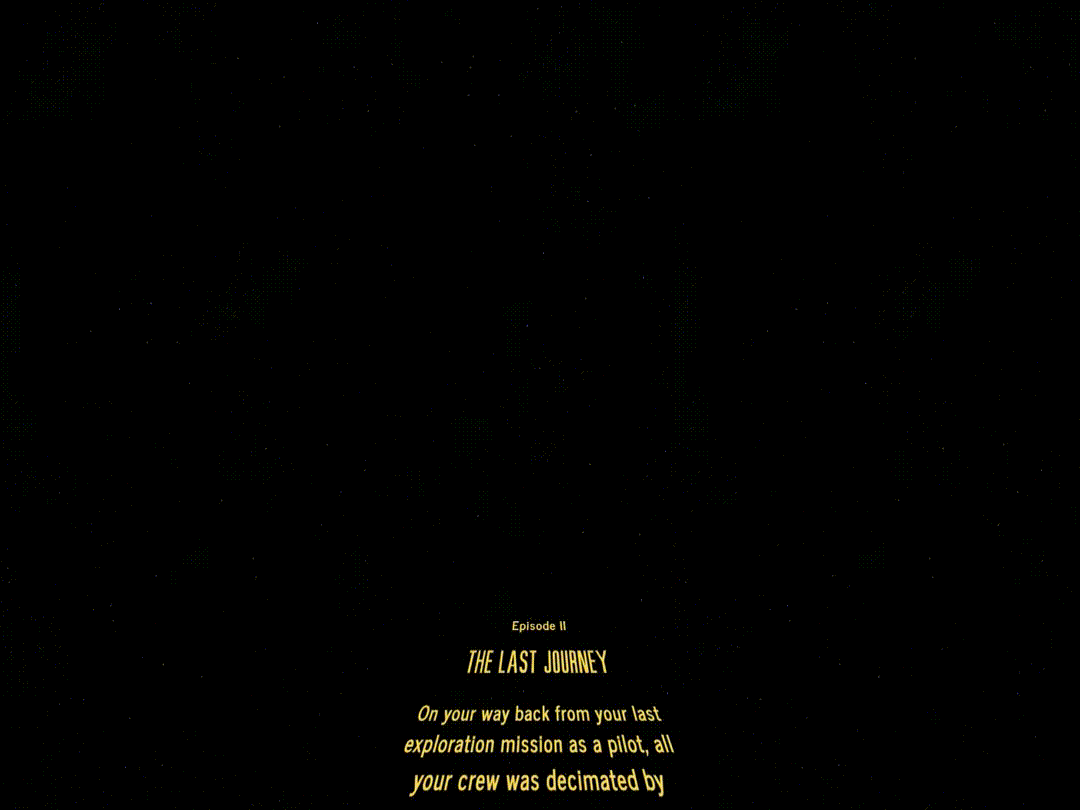 Episode II
THE LAST JOURNEY
On your way back from your last
exploration mission as a pilot, all
your crew was decimated by